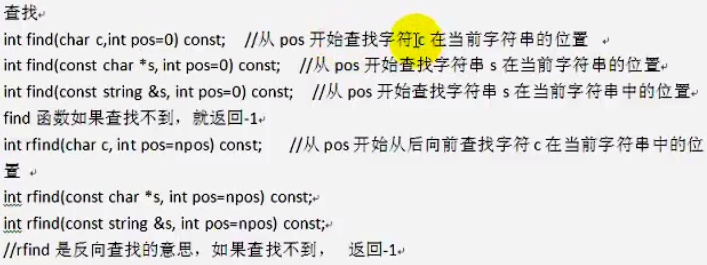 查找
int find(char c,int pos=0) const;    //从 pos 开始查找字符 c 在当前字符串的位置
int find(const char *s, int pos=0) const;    //从 pos 开始查找字符串 s 在当前字符串的位置
int find(const string &s, int pos=0) const;    //从 pos 开始查找字符串 s 在当前字符串中的位置
find 函数如果查找不到，就返回-1
int rfind(char c, int pos=npos) const;    //从 pos 开始从后向前查找字符 c 在当前字符串中的位
置
int rfind(const char *s, int pos=npos) const;
int rfind(const string &s, int pos=npos) const;
//rfind 是反向查找的意思，如果查找不到，  返回-1